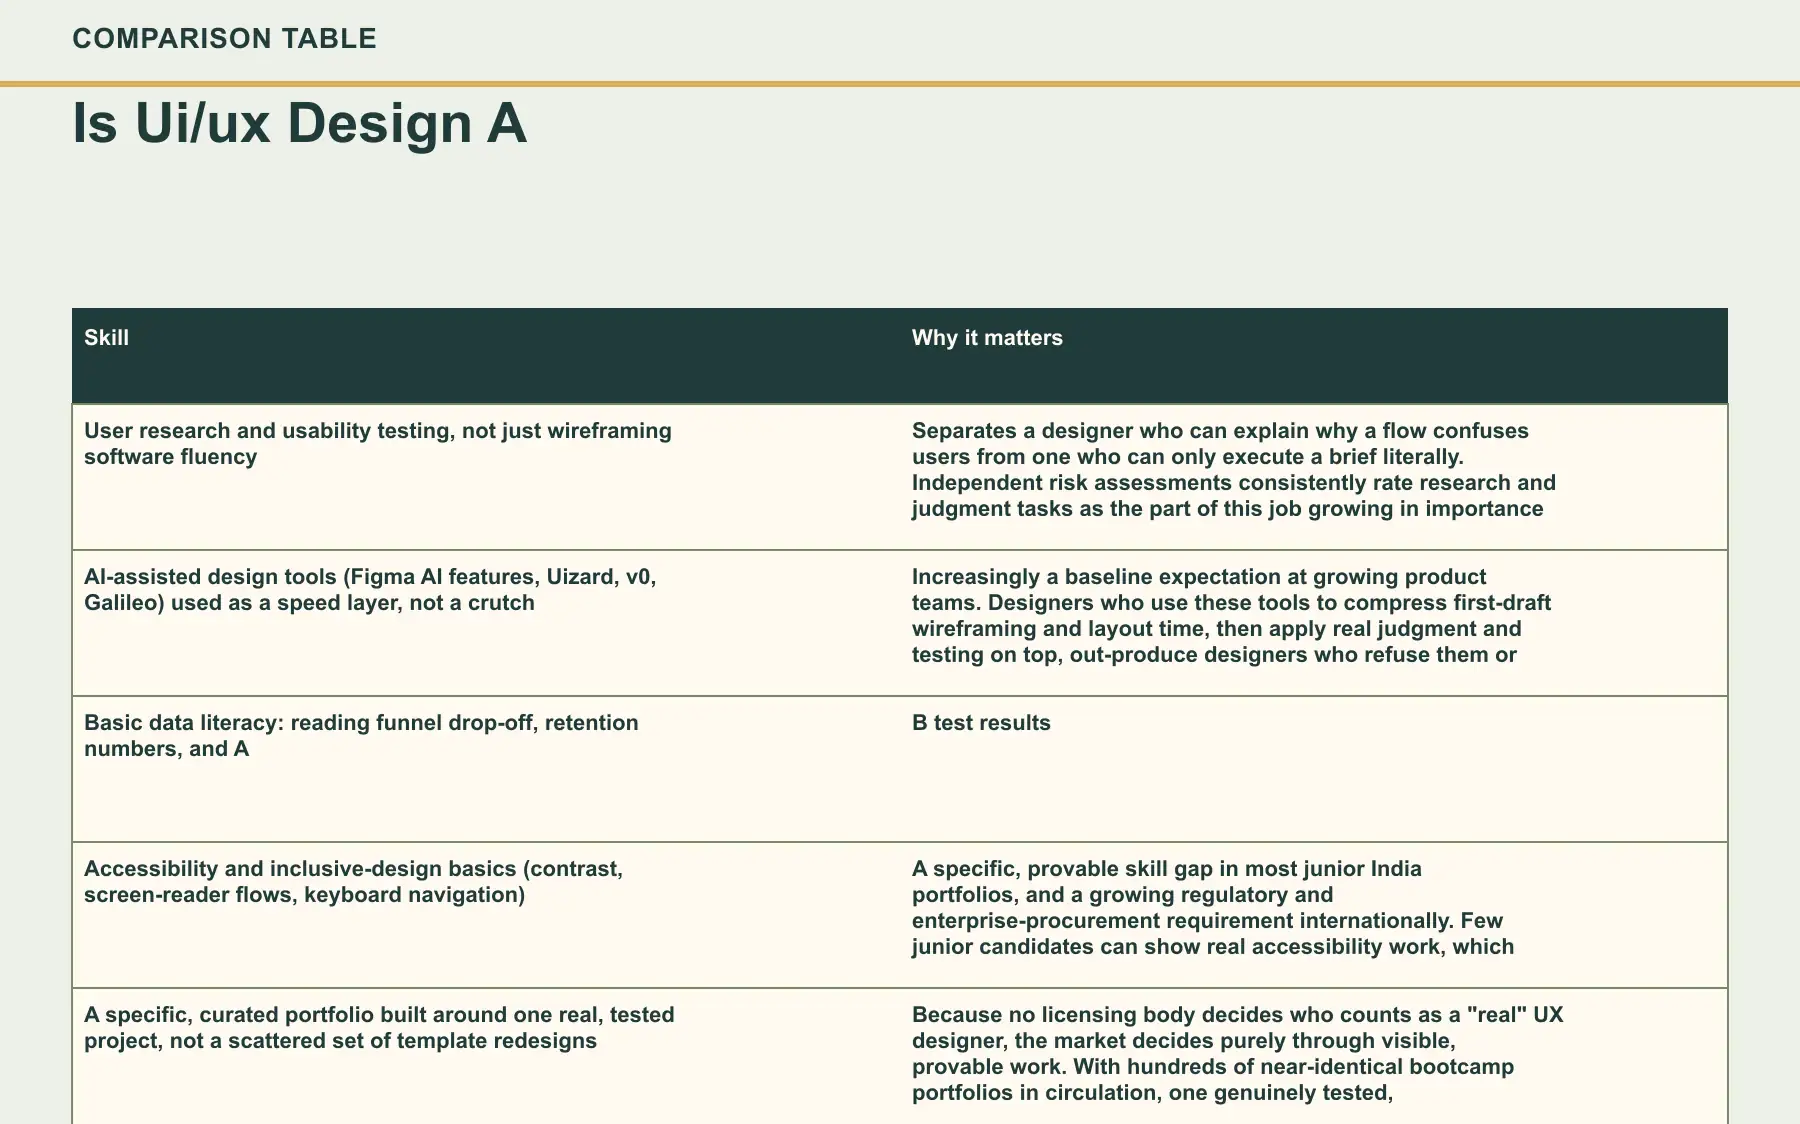 COMPARISON TABLE
Is Ui/ux Design A
Skill
Why it matters
User research and usability testing, not just wireframing
software fluency
Separates a designer who can explain why a flow confuses
users from one who can only execute a brief literally.
Independent risk assessments consistently rate research and
judgment tasks as the part of this job growing in importance
AI-assisted design tools (Figma AI features, Uizard, v0,
Galileo) used as a speed layer, not a crutch
Increasingly a baseline expectation at growing product
teams. Designers who use these tools to compress first-draft
wireframing and layout time, then apply real judgment and
testing on top, out-produce designers who refuse them or
Basic data literacy: reading funnel drop-off, retention
numbers, and A
B test results
Accessibility and inclusive-design basics (contrast,
screen-reader flows, keyboard navigation)
A specific, provable skill gap in most junior India
portfolios, and a growing regulatory and
enterprise-procurement requirement internationally. Few
junior candidates can show real accessibility work, which
A specific, curated portfolio built around one real, tested
project, not a scattered set of template redesigns
Because no licensing body decides who counts as a "real" UX
designer, the market decides purely through visible,
provable work. With hundreds of near-identical bootcamp
portfolios in circulation, one genuinely tested,